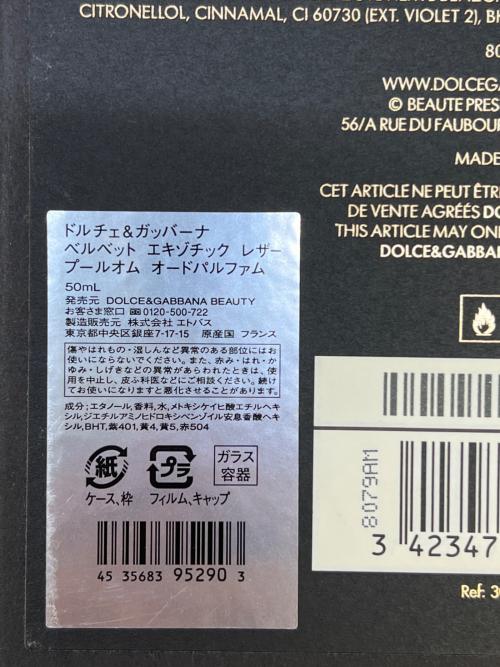 CITRONELLOL, CINNAMAL, CI 60730 (EXT. VIOLET 2), BH
80
WWW.DOLCEGA
© BEAUTE PRES
56/A RUE DU FAUBOUR
MADE
CET ARTICLE NE PEUT ÊTRE
DE VENTE AGRÉÉS DO
THIS ARTICLE MAY ONL
DOLCE&GABBAN
ドルチェ&ガッバーナ
ベルベット エキゾチック レザー
プールオム オードパルファム
50mL
発売元 DOLCE&GABBANA BEAUTY
お客さま窓口 0120-500-722
製造販売元 株式会社 エトバス
東京都中央区銀座7-17-15 原産国 フランス
傷やはれもの・湿しんなど異常のある部位にはお
使いにならないでください。また、赤み・はれ・か
ゆみ・しげきなどの異常があらわれたときは、使
用を中止し、皮ふ科医などにご相談ください。続け
てお使いになりますと悪化させることがあります。
成分;エタノール,香料,水,メトキシケイヒ酸エチルヘキ
シル,ジエチルアミノヒドロキシベンゾイル安息香酸ヘキ
シル,BHT,紫401,黄4,黄5,赤504
紙 プラ ガラス
容器
ケース、枠 フィルム、キャップ
45 35683 95290 3
8079AM
3 42347
Ref: 30